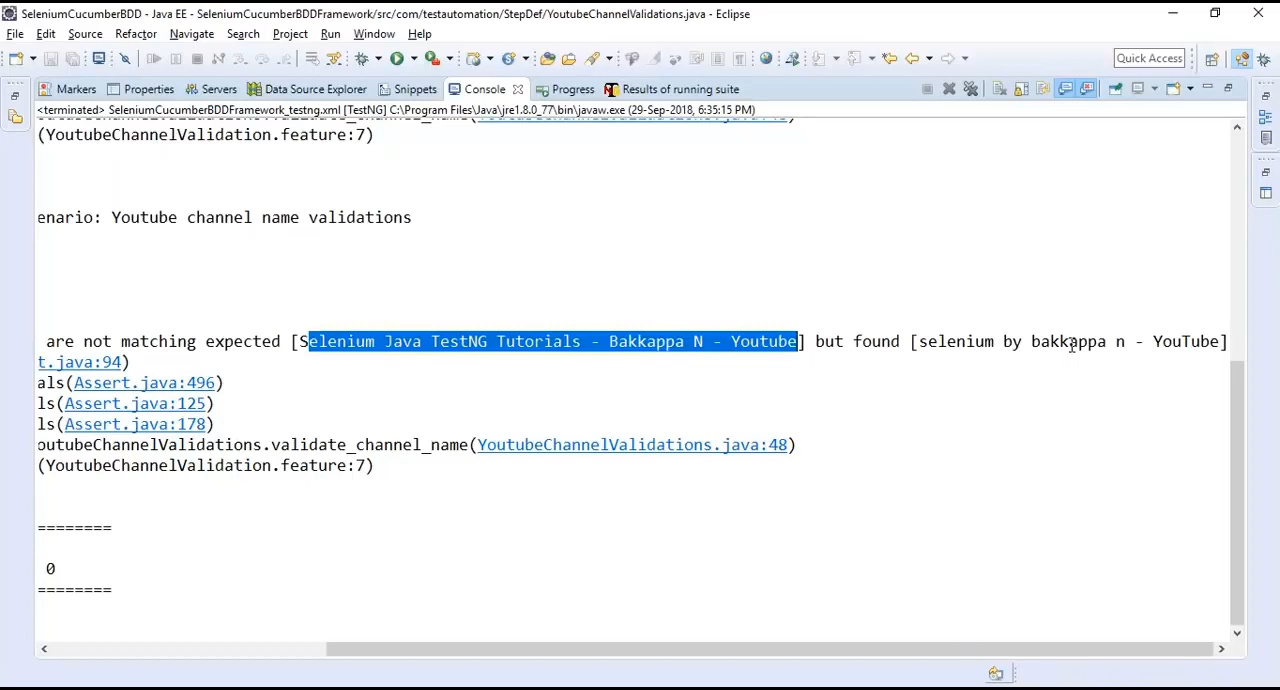 SeleniumCucumberBDD - Java EE - SeleniumCucumberBDDFramework/src/com/testautomation/StepDef/YoutubeChannelValidations.java - Eclipse
File Edit Source Refactor Navigate Search Project Run Window Help
Quick Access
Markers Properties Servers Data Source Explorer Snippets Console Progress Results of running suite
<terminated> SeleniumCucumberBDDFramework_testng.xml [TestNG] C:\Program Files\Java\jre1.8.0_77\bin\javaw.exe (29-Sep-2018, 6:35:15 PM)
(YoutubeChannelValidation.feature:7)
enario: Youtube channel name validations
are not matching expected [Selenium Java TestNG Tutorials - Bakkappa N - Youtube] but found [selenium by bakkappa n - YouTube]
t.java:94)
als(Assert.java:496)
ls(Assert.java:125)
ls(Assert.java:178)
outubeChannelValidations.validate_channel_name(YoutubeChannelValidations.java:48)
(YoutubeChannelValidation.feature:7)
========
0
========